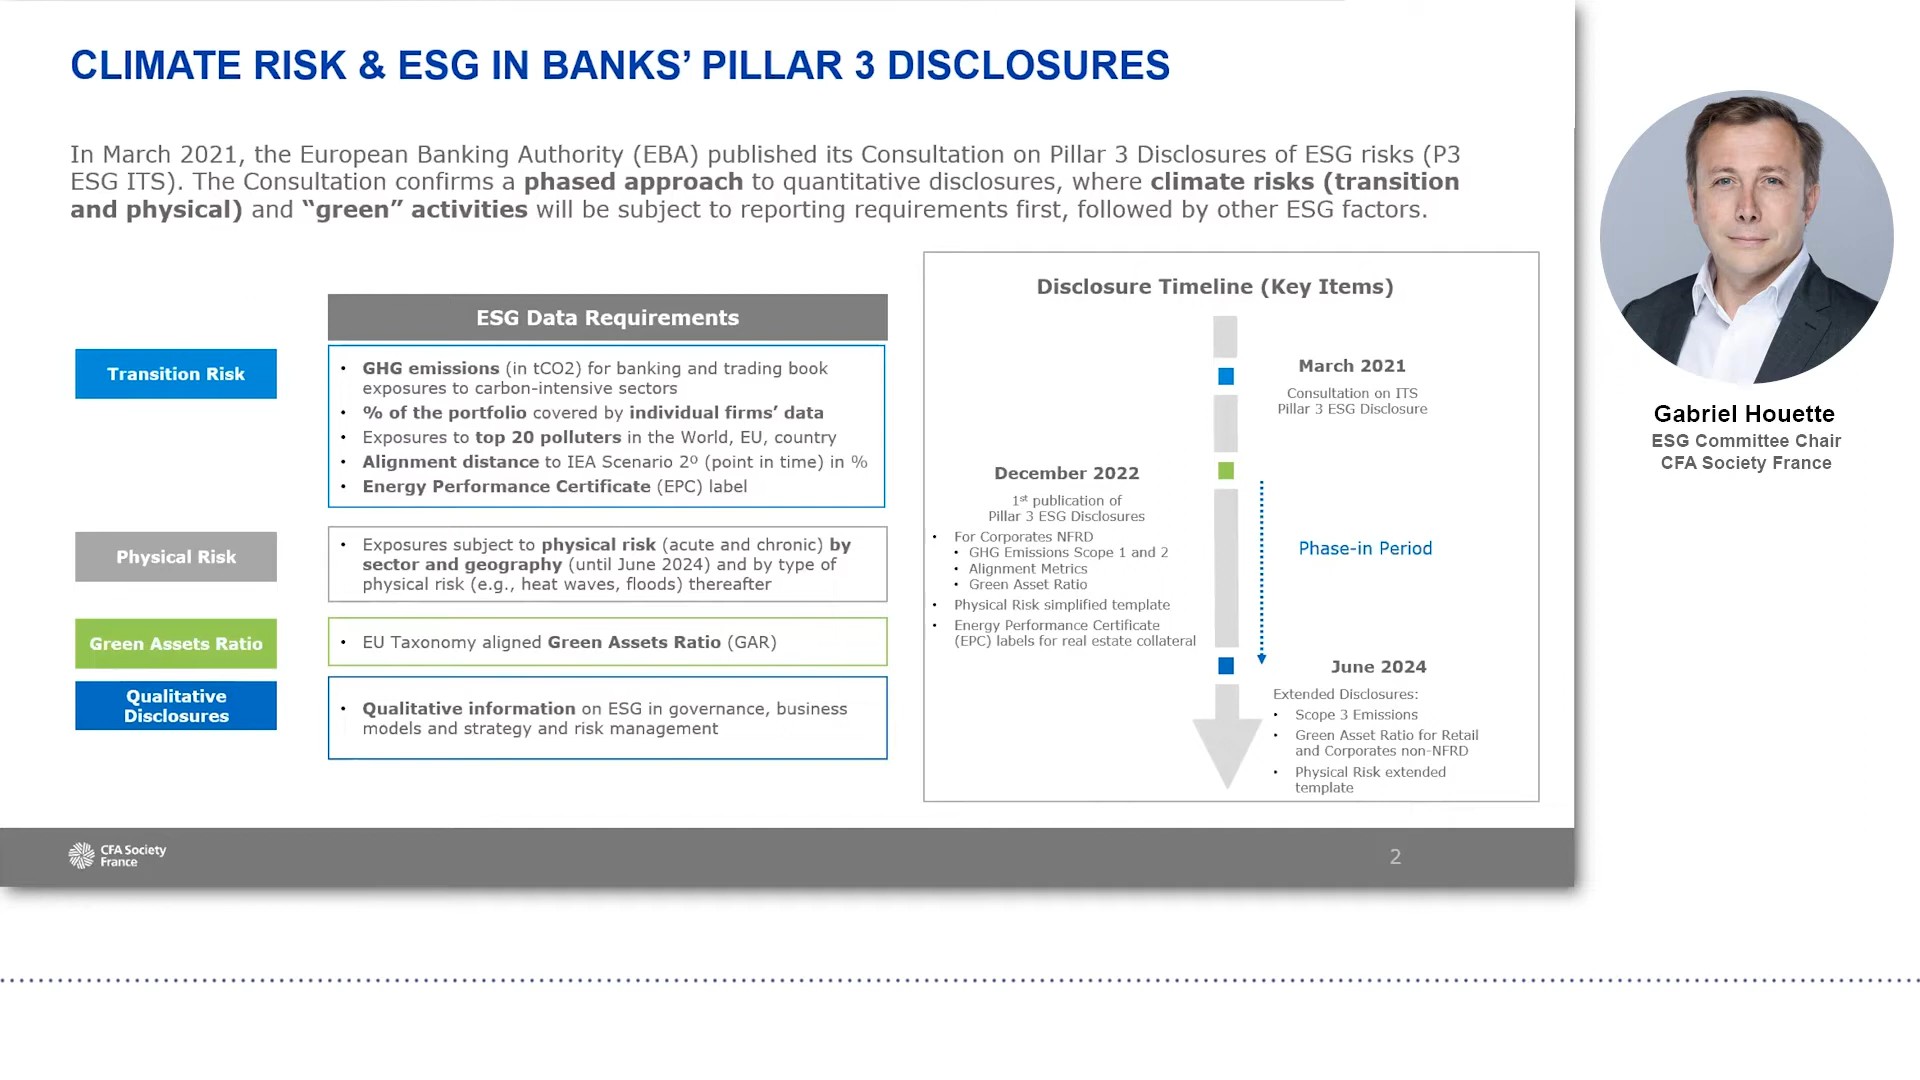 CLIMATE RISK & ESG IN BANKS’ PILLAR 3 DISCLOSURES
In March 2021, the European Banking Authority (EBA) published its Consultation on Pillar 3 Disclosures of ESG risks (P3
ESG ITS). The Consultation confirms a phased approach to quantitative disclosures, where climate risks (transition
and physical) and “green” activities will be subject to reporting requirements first, followed by other ESG factors.
ESG Data Requirements
Transition Risk
• GHG emissions (in tCO2) for banking and trading book
exposures to carbon-intensive sectors
• % of the portfolio covered by individual firms’ data
• Exposures to top 20 polluters in the World, EU, country
• Alignment distance to IEA Scenario 2º (point in time) in %
• Energy Performance Certificate (EPC) label
Physical Risk
• Exposures subject to physical risk (acute and chronic) by
sector and geography (until June 2024) and by type of
physical risk (e.g., heat waves, floods) thereafter
Green Assets Ratio
• EU Taxonomy aligned Green Assets Ratio (GAR)
Qualitative
Disclosures
• Qualitative information on ESG in governance, business
models and strategy and risk management
Disclosure Timeline (Key Items)
March 2021
Consultation on ITS
Pillar 3 ESG Disclosure
December 2022
1st publication of
Pillar 3 ESG Disclosures
• For Corporates NFRD
• GHG Emissions Scope 1 and 2
• Alignment Metrics
• Green Asset Ratio
• Physical Risk simplified template
• Energy Performance Certificate
(EPC) labels for real estate collateral
Phase-in Period
June 2024
Extended Disclosures:
• Scope 3 Emissions
• Green Asset Ratio for Retail
and Corporates non-NFRD
• Physical Risk extended
template
CFA Society
France
2
Gabriel Houette
ESG Committee Chair
CFA Society France